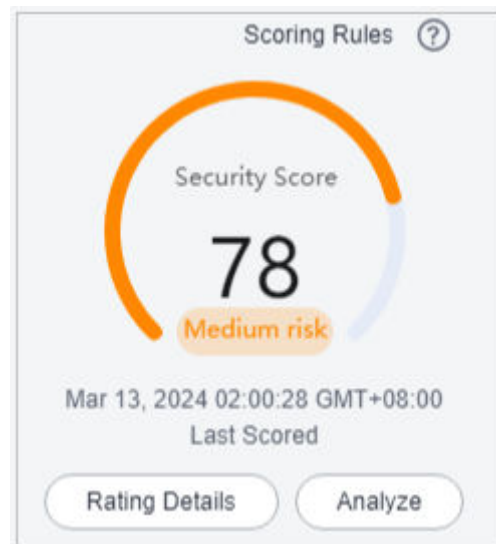 Scoring Rules ?
Security Score
78
Medium risk
Mar 13, 2024 02:00:28 GMT+08:00
Last Scored
Rating Details Analyze